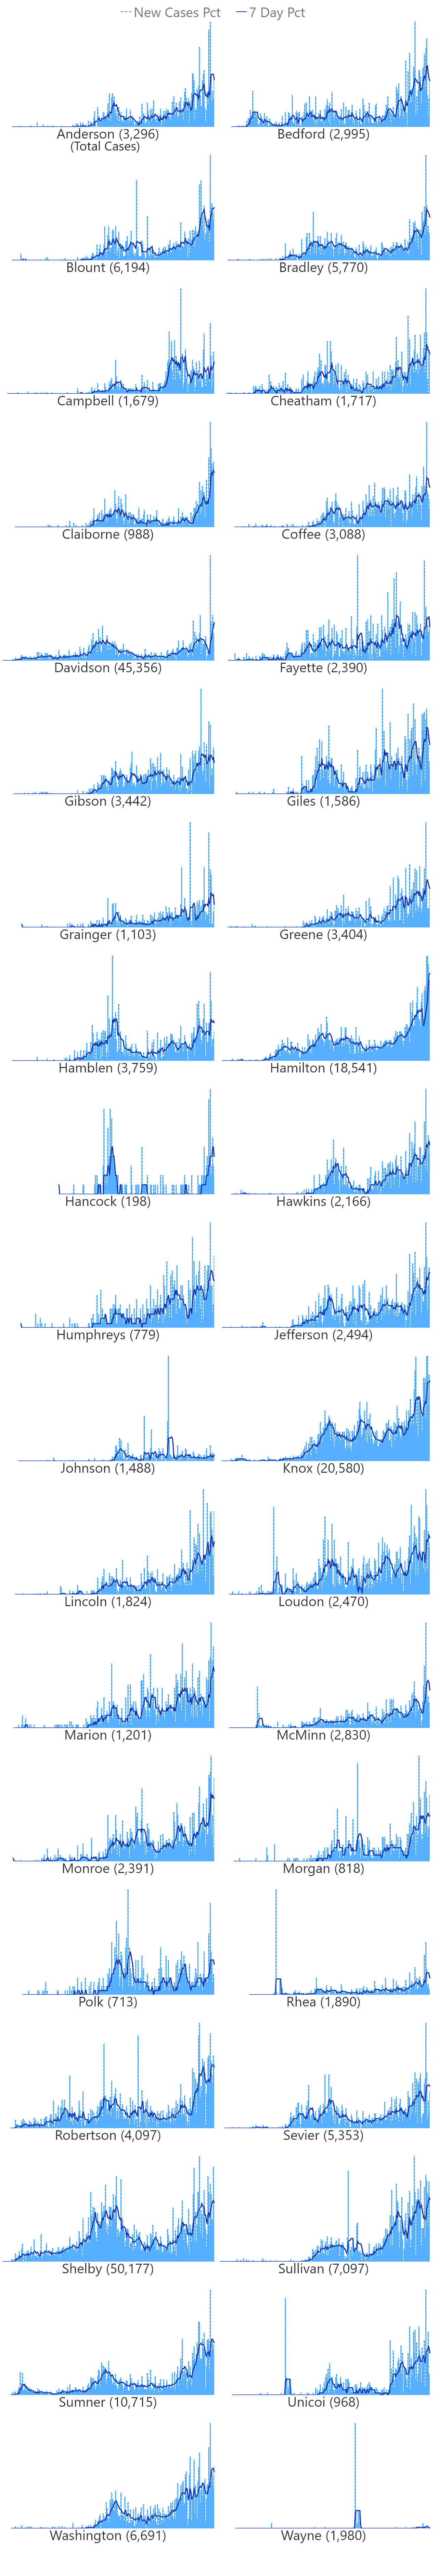 New Cases Pct 7 Day Pct
Anderson (3,296) Bedford (2,995)
(Total Cases)
Blount (6,194) Bradley (5,770)
Campbell (1,679) Cheatham (1,717)
Claiborne (988) Coffee (3,088)
Davidson (45,356) Fayette (2,390)
Gibson (3,442) Giles (1,586)
Grainger (1,103) Greene (3,404)
Hamblen (3,759) Hamilton (18,541)
Hancock (198) Hawkins (2,166)
Humphreys (779) Jefferson (2,494)
Johnson (1,488) Knox (20,580)
Lincoln (1,824) Loudon (2,470)
Marion (1,201) McMinn (2,830)
Monroe (2,391) Morgan (818)
Polk (713) Rhea (1,890)
Robertson (4,097) Sevier (5,353)
Shelby (50,177) Sullivan (7,097)
Sumner (10,715) Unicoi (968)
Washington (6,691) Wayne (1,980)